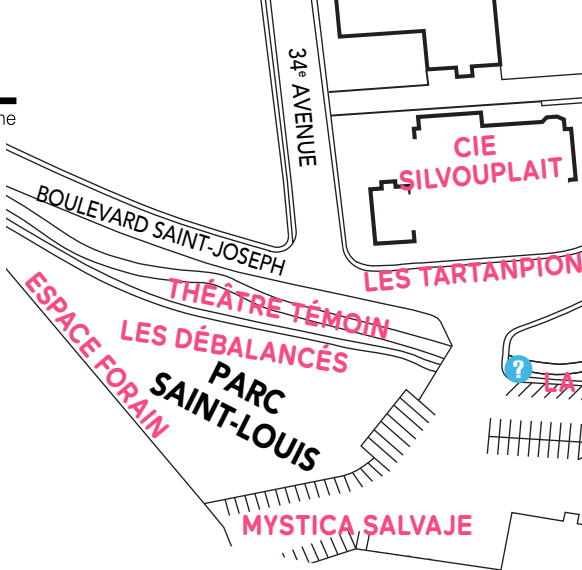 34e AVENUE
CIE
SILVOUPLAIT
BOULEVARD SAINT-JOSEPH
LES TARTANPION
THÉÂTRE TÉMOIN
LES DÉBALANCÉS
ESPACE FORAIN
PARC
SAINT-LOUIS
?
LA
MYSTICA SALVAJE